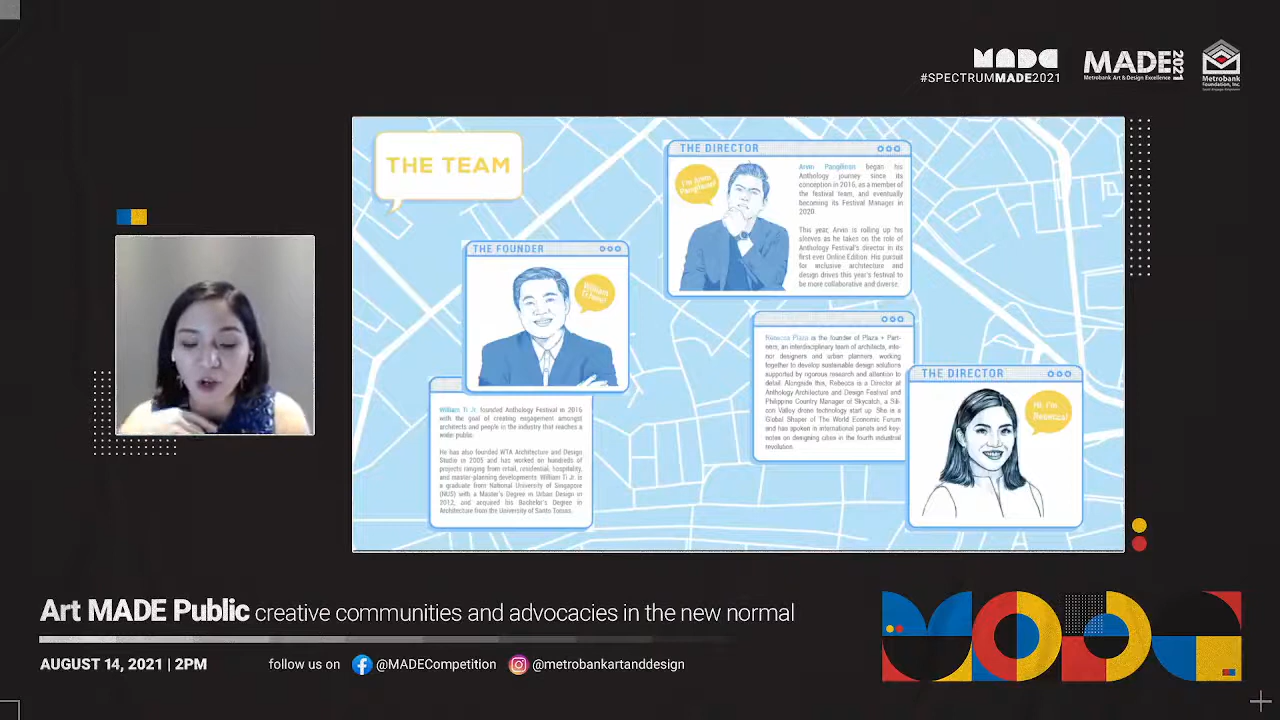 MADE
#SPECTRUMMADE2021
MADE 2021
Metrobank Art & Design Excellence
Metrobank
Foundation, Inc.
THE TEAM
THE DIRECTOR
I'm Arvin
Pangilinan!
Arvin Pangilinan began his
Anthology journey since its
conception in 2016, as a member of
the festival team, and eventually
becoming its Festival Manager in
2020.
This year, Arvin is rolling up his
sleeves as he takes on the role of
Anthology Festival's director in its
first ever Online Edition. His pursuit
for inclusive architecture and
design drives this year's festival to
be more collaborative and diverse.
THE FOUNDER
William
Ti here!
William Ti Jr. founded Anthology Festival in 2016
with the goal of creating engagement amongst
architects and people in the industry that reaches a
wider public.
He has also founded WTA Architecture and Design
Studio in 2005 and has worked on hundreds of
projects ranging from retail, residential, hospitality,
and master-planning developments. William Ti Jr. is
a graduate from National University of Singapore
(NUS) with a Master's Degree in Urban Design in
2012, and acquired his Bachelor's Degree in
Architecture from the University of Santo Tomas.
Rebecca Plaza is the founder of Plaza + Part-
ners, an interdisciplinary team of architects, inte-
rior designers and urban planners, working
together to develop sustainable design solutions
supported by rigorous research and attention to
detail. Alongside this, Rebecca is a Director at
Anthology Architecture and Design Festival and
Philippine Country Manager of Skycatch, a Sili-
con Valley drone technology start up. She is a
Global Shaper of The World Economic Forum
and has spoken in international panels and key-
notes on designing cities in the fourth industrial
revolution.
THE DIRECTOR
Hi, I'm
Rebecca!
Art MADE Public creative communities and advocacies in the new normal
AUGUST 14, 2021 | 2PM follow us on @MADECompetition @metrobankartanddesign